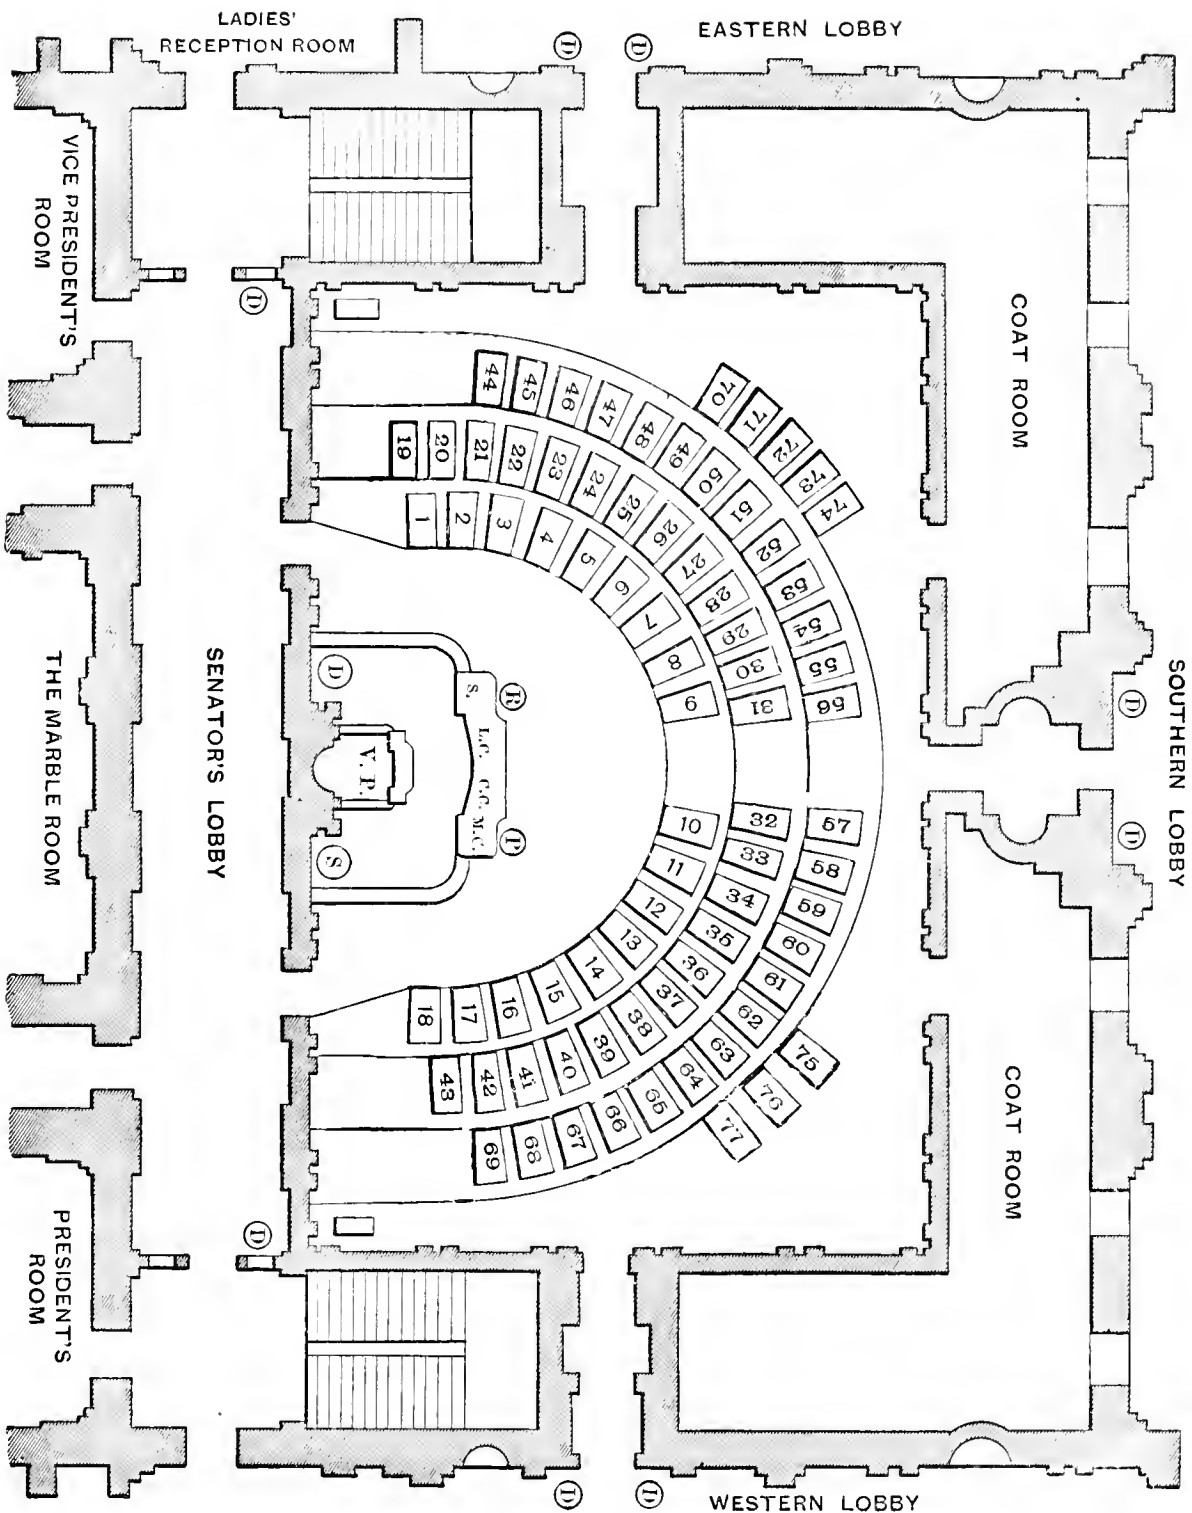 LADIES'
RECEPTION ROOM
EASTERN LOBBY
D
D
VICE PRESIDENT'S
ROOM
D
COAT ROOM
44
45
46
47
48
49
50
51
52
53
54
55
56
70
71
72
73
74
19
20
21
22
23
24
25
26
27
28
29
30
31
1
2
3
4
5
6
7
8
9
THE MARBLE ROOM
SENATOR'S LOBBY
D
V. P.
S
S.
L.C.
C.C.
M.C.
R
P
SOUTHERN LOBBY
D
D
10
11
12
13
14
15
16
17
18
32
33
34
35
36
37
38
39
40
41
42
43
57
58
59
60
61
62
63
64
65
66
67
68
69
75
76
77
COAT ROOM
PRESIDENT'S
ROOM
D
D
D
WESTERN LOBBY